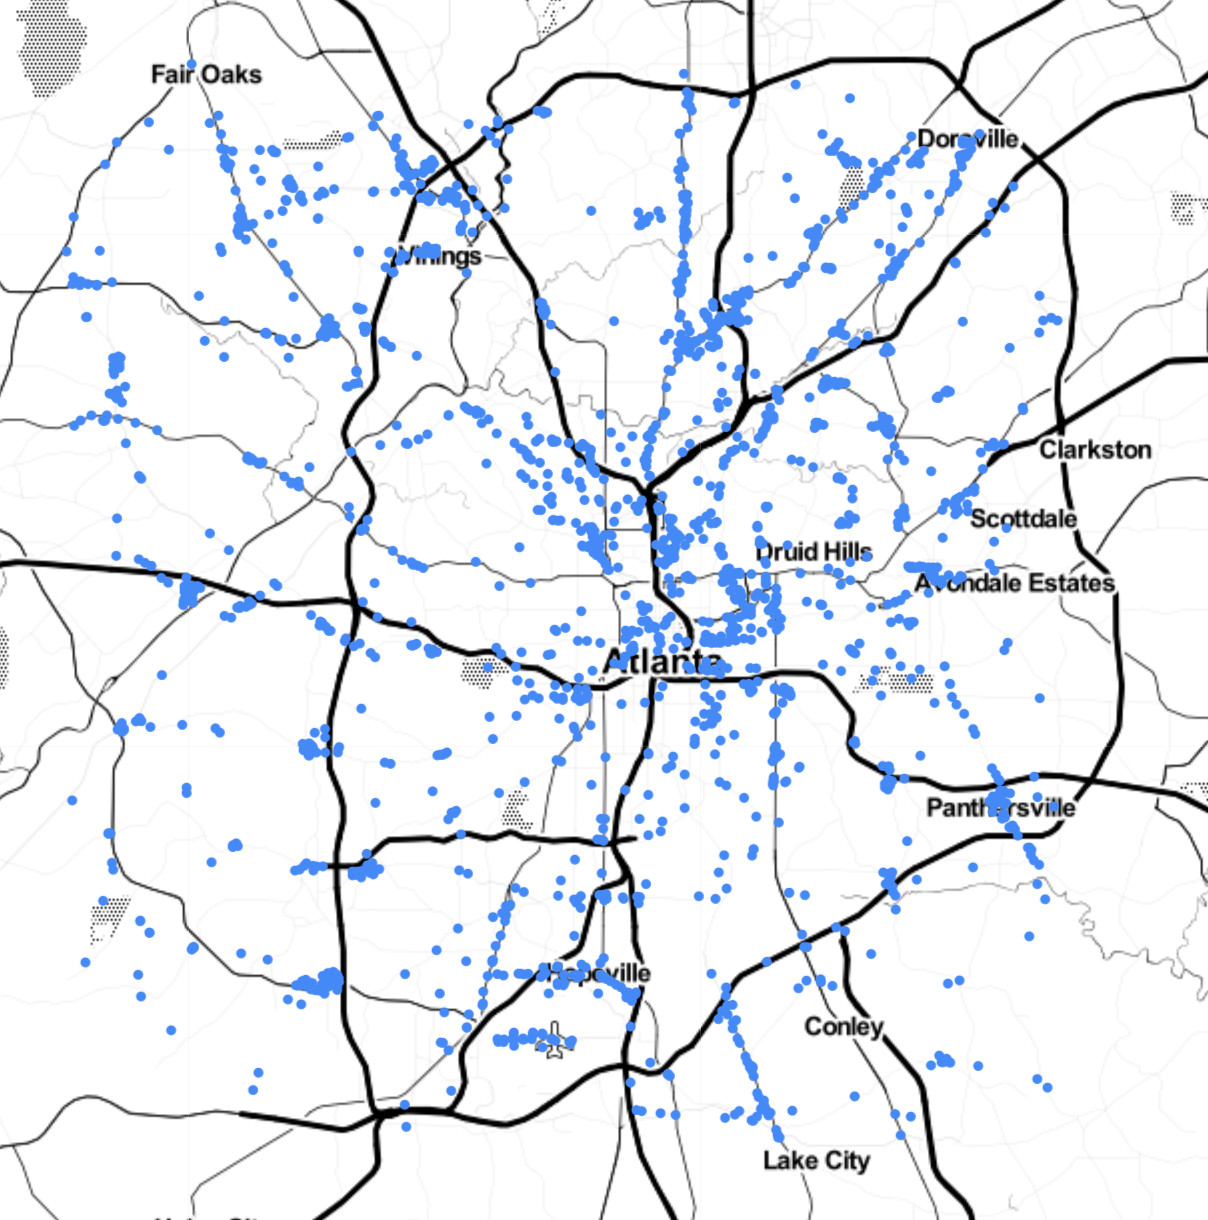 Fair Oaks
Doraville
Vinings
Clarkston
Scottdale
Druid Hills
Avondale Estates
Atlanta
Panthersville
Hapeville
Conley
Lake City